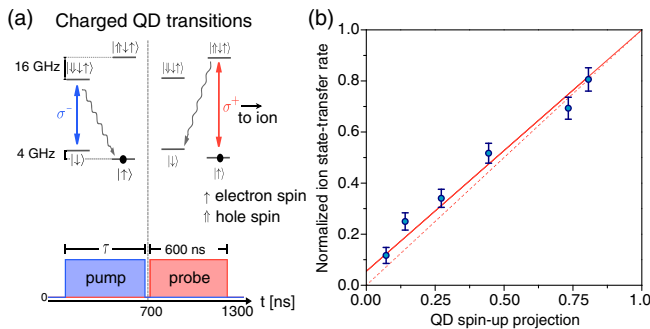 (a) Charged QD transitions
|⇑↓↑⟩
16 GHz
|⇓↓↑⟩
σ⁻
4 GHz
|↓⟩
|↑⟩
|⇑↓↑⟩
|⇓↓↑⟩
σ⁺
to ion
|↓⟩
|↑⟩
↑ electron spin
⇑ hole spin
τ
600 ns
pump
probe
0
700
1300
t [ns]
(b)
Normalized ion state-transfer rate
1.0
0.8
0.6
0.4
0.2
0.0
0.00
0.25
0.50
0.75
1.00
QD spin-up projection